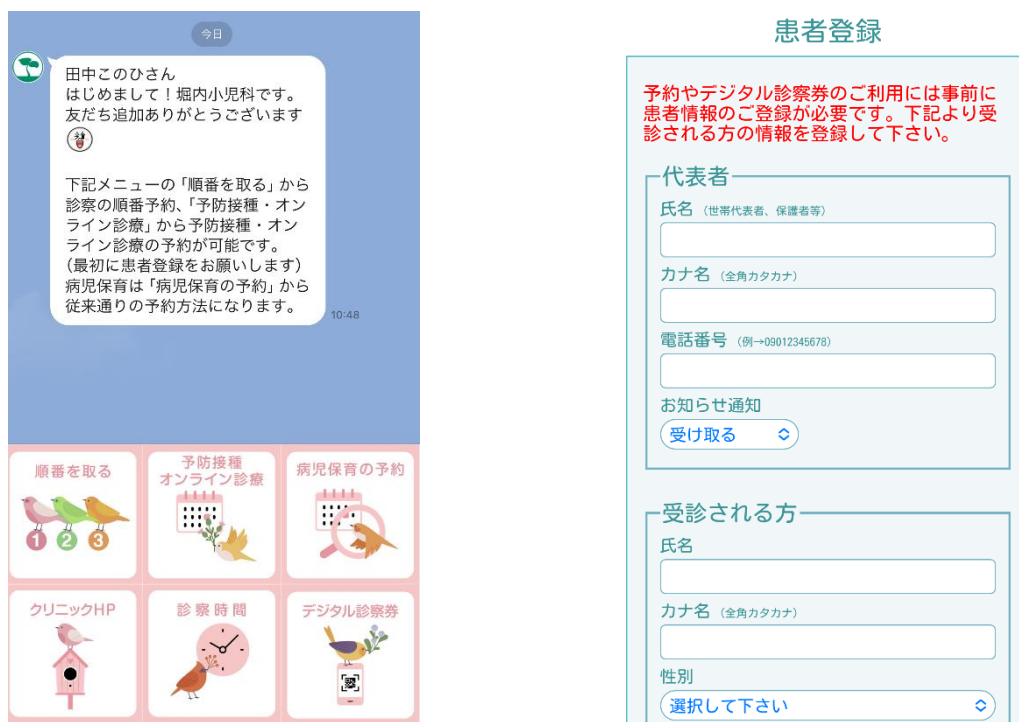 今日
田中このひさん
はじめまして！堀内小児科です。
友だち追加ありがとうございます
下記メニューの「順番を取る」から
診察の順番予約、「予防接種・オン
ライン診療」から予防接種・オン
ライン診療の予約が可能です。
(最初に患者登録をお願いします)
病児保育は「病児保育の予約」から
従来通りの予約方法になります。
10:48
順番を取る
1 2 3
予防接種
オンライン診療
病児保育の予約
クリニックHP
診察時間
デジタル診察券
患者登録
予約やデジタル診察券のご利用には事前に
患者情報のご登録が必要です。下記より受
診される方の情報を登録して下さい。
代表者
氏名 (世帯代表者、保護者等)
カナ名 (全角カタカナ)
電話番号 (例→09012345678)
お知らせ通知
受け取る
受診される方
氏名
カナ名 (全角カタカナ)
性別
選択して下さい